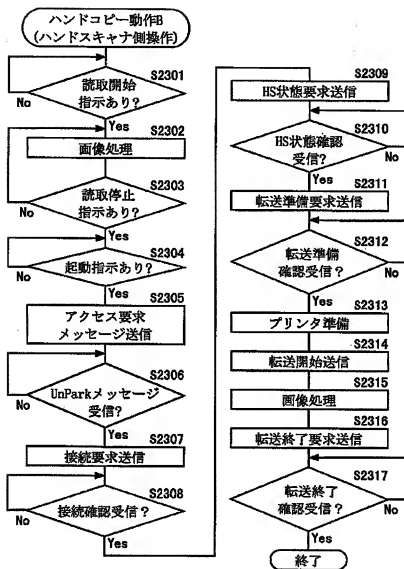 ハンドコピー動作B
(ハンドスキャナ側操作)
S2301
読取開始
指示あり?
No
Yes
S2302
画像処理
S2303
読取停止
指示あり?
No
Yes
S2304
起動指示あり?
No
Yes
S2305
アクセス要求
メッセージ送信
S2306
UnParkメッセージ
受信?
No
Yes
S2307
接続要求送信
S2308
接続確認受信?
No
Yes
S2309
HS状態要求送信
S2310
HS状態確認
受信?
No
Yes
S2311
転送準備要求送信
S2312
転送準備
確認受信?
No
Yes
S2313
プリンタ準備
S2314
転送開始送信
S2315
画像処理
S2316
転送終了要求送信
S2317
転送終了
確認受信?
No
Yes
終了